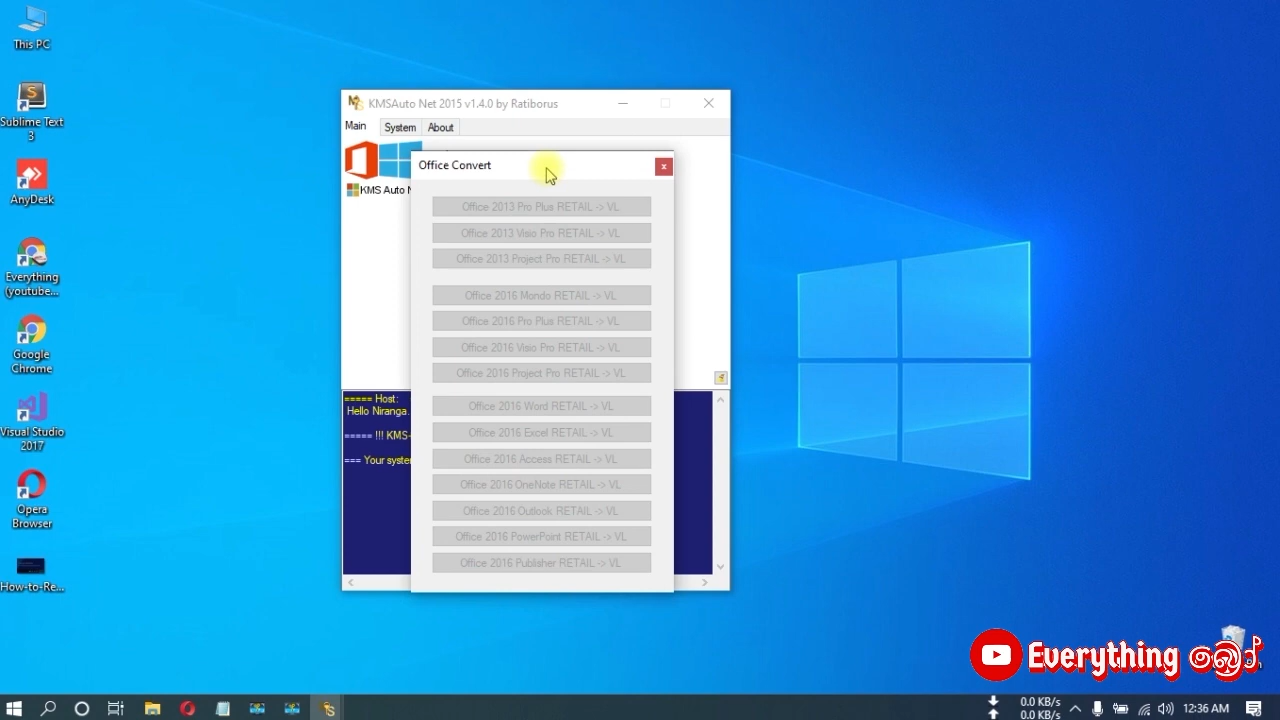 This PC
Sublime Text
3
AnyDesk
Everything
(youtube...
Google
Chrome
Visual Studio
2017
Opera
Browser
How-to-Re...
KMSAuto Net 2015 v1.4.0 by Ratiborus
Main
System
About
KMS Auto N
===== Host:
Hello Niranga.
===== !!! KMS-
=== Your system
Office Convert
Office 2013 Pro Plus RETAIL -> VL
Office 2013 Visio Pro RETAIL -> VL
Office 2013 Project Pro RETAIL -> VL
Office 2016 Mondo RETAIL -> VL
Office 2016 Pro Plus RETAIL -> VL
Office 2016 Visio Pro RETAIL -> VL
Office 2016 Project Pro RETAIL -> VL
Office 2016 Word RETAIL -> VL
Office 2016 Excel RETAIL -> VL
Office 2016 Access RETAIL -> VL
Office 2016 OneNote RETAIL -> VL
Office 2016 Outlook RETAIL -> VL
Office 2016 PowerPoint RETAIL -> VL
Office 2016 Publisher RETAIL -> VL
Everything
0.0 KB/s
0.0 KB/s
12:36 AM